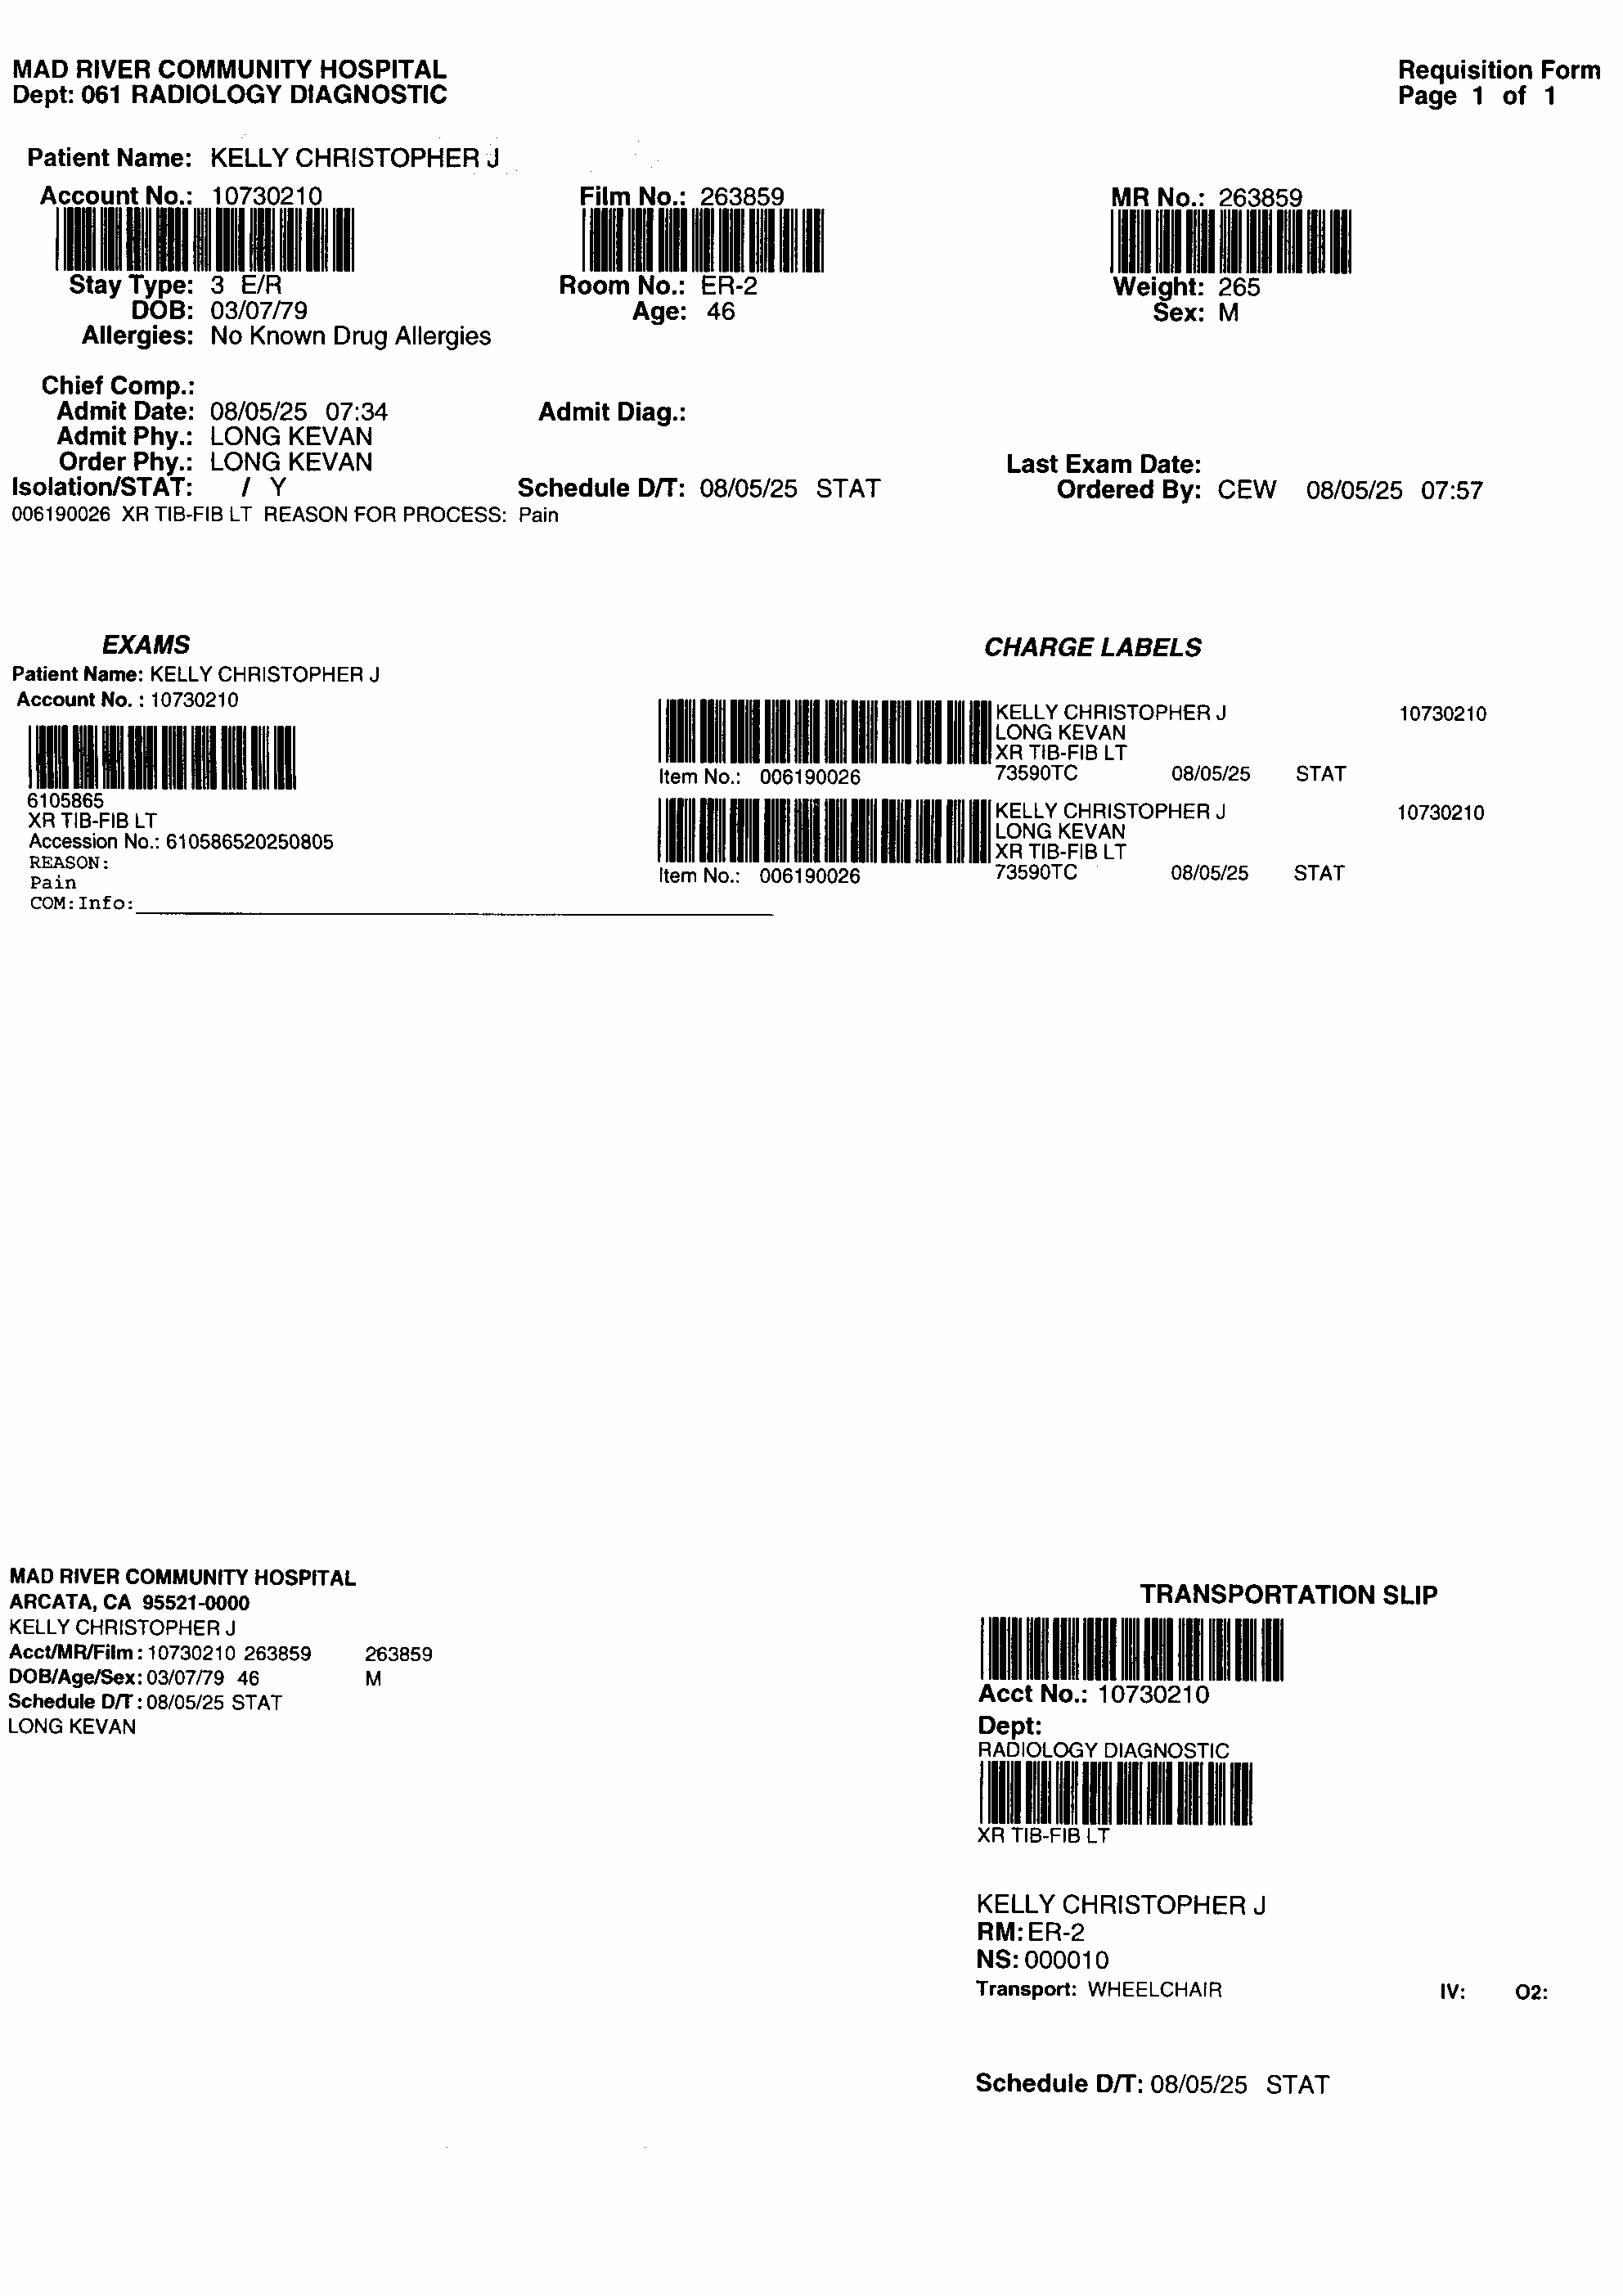 MAD RIVER COMMUNITY HOSPITAL
Dept: 061 RADIOLOGY DIAGNOSTIC
Requisition Form
Page 1 of 1
Patient Name: KELLY CHRISTOPHER J
Account No.: 10730210
Film No.: 263859
MR No.: 263859
Stay Type: 3 E/R
Room No.: ER-2
Weight: 265
DOB: 03/07/79
Age: 46
Sex: M
Allergies: No Known Drug Allergies
Chief Comp.:
Admit Date: 08/05/25 07:34
Admit Diag.:
Admit Phy.: LONG KEVAN
Order Phy.: LONG KEVAN
Last Exam Date:
Isolation/STAT: / Y
Schedule D/T: 08/05/25 STAT
Ordered By: CEW 08/05/25 07:57
006190026 XR TIB-FIB LT REASON FOR PROCESS: Pain
EXAMS
Patient Name: KELLY CHRISTOPHER J
Account No. : 10730210
6105865
XR TIB-FIB LT
Accession No.: 610586520250805
REASON:
Pain
COM: Info:
CHARGE LABELS
KELLY CHRISTOPHER J 10730210
LONG KEVAN
XR TIB-FIB LT
Item No.: 006190026 73590TC 08/05/25 STAT
KELLY CHRISTOPHER J 10730210
LONG KEVAN
XR TIB-FIB LT
Item No.: 006190026 73590TC 08/05/25 STAT
MAD RIVER COMMUNITY HOSPITAL
ARCATA, CA 95521-0000
KELLY CHRISTOPHER J
Acct/MR/Film : 10730210 263859 263859
DOB/Age/Sex: 03/07/79 46 M
Schedule D/T : 08/05/25 STAT
LONG KEVAN
TRANSPORTATION SLIP
Acct No.: 10730210
Dept:
RADIOLOGY DIAGNOSTIC
XR TIB-FIB LT
KELLY CHRISTOPHER J
RM: ER-2
NS: 000010
Transport: WHEELCHAIR IV: O2:
Schedule D/T: 08/05/25 STAT